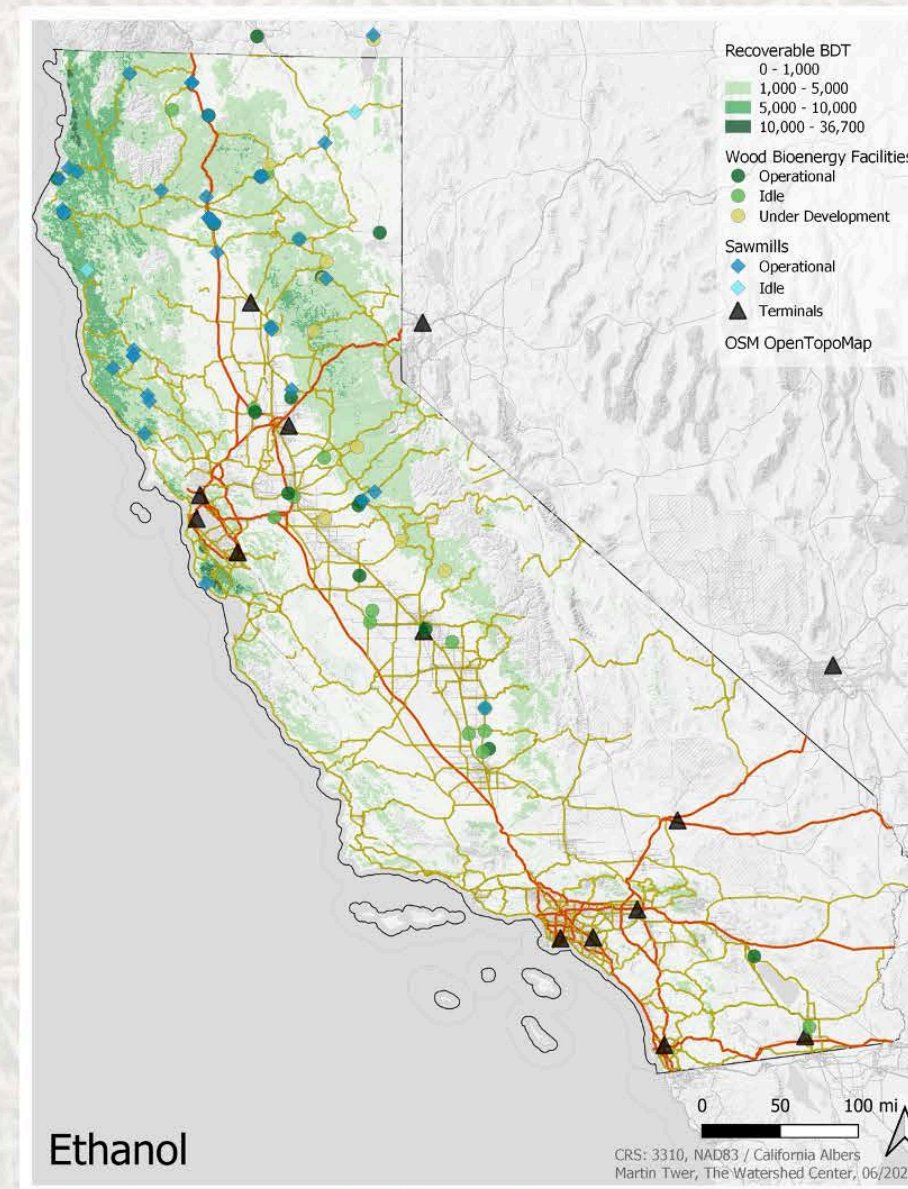 Recoverable BDT
0 - 1,000
1,000 - 5,000
5,000 - 10,000
10,000 - 36,700
Wood Bioenergy Facilities
Operational
Idle
Under Development
Sawmills
Operational
Idle
Terminals
OSM OpenTopoMap
0 50 100 mi
Ethanol
CRS: 3310, NAD83 / California Albers
Martin Twer, The Watershed Center, 06/202